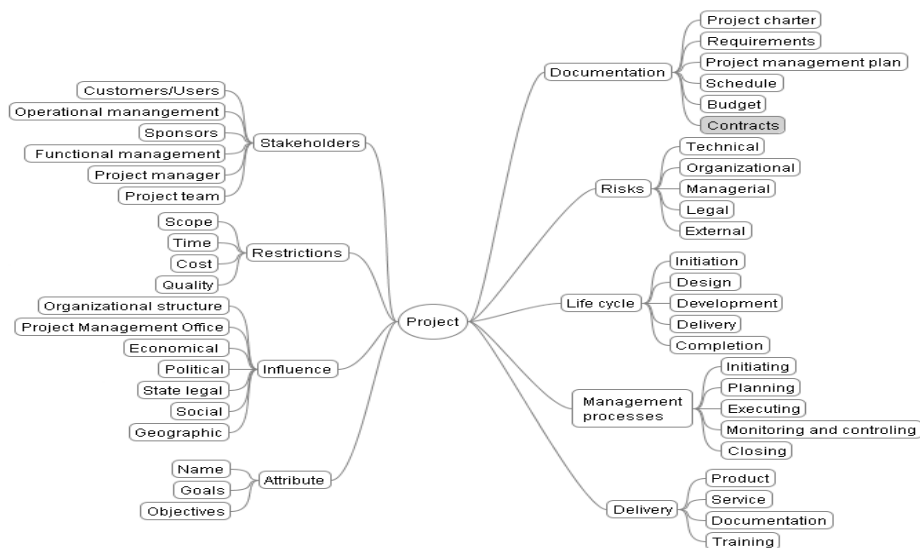 Project
Stakeholders
Customers/Users
Operational manangement
Sponsors
Functional management
Project manager
Project team
Restrictions
Scope
Time
Cost
Quality
Influence
Organizational structure
Project Management Office
Economical
Political
State legal
Social
Geographic
Attribute
Name
Goals
Objectives
Documentation
Project charter
Requirements
Project management plan
Schedule
Budget
Contracts
Risks
Technical
Organizational
Managerial
Legal
External
Life cycle
Initiation
Design
Development
Delivery
Completion
Management
processes
Initiating
Planning
Executing
Monitoring and controling
Closing
Delivery
Product
Service
Documentation
Training